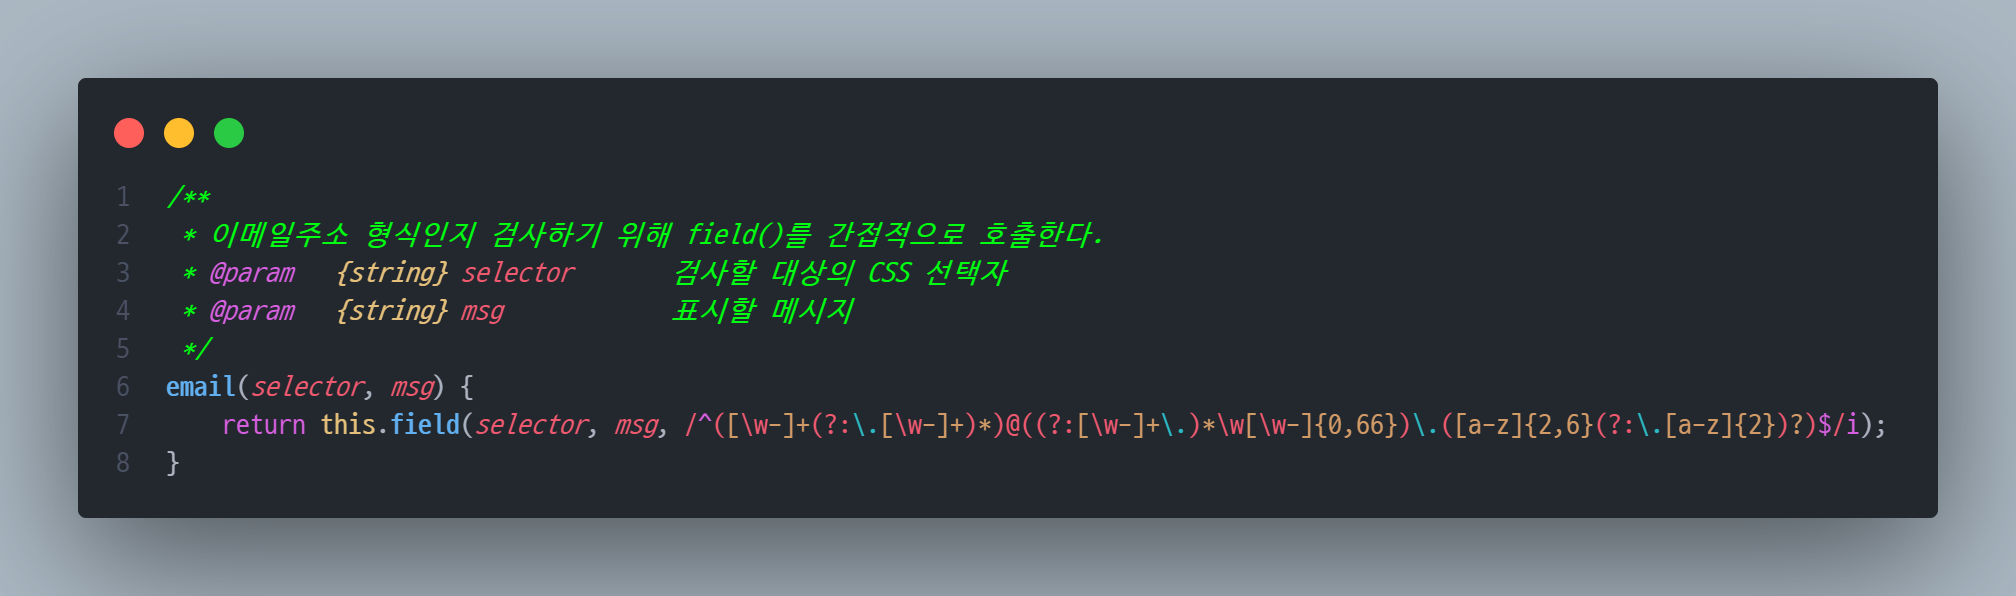 1 /**
2  * 이메일주소 형식인지 검사하기 위해 field()를 간접적으로 호출한다.
3  * @param   {string} selector       검사할 대상의 CSS 선택자
4  * @param   {string} msg            표시할 메시지
5  */
6 email(selector, msg) {
7     return this.field(selector, msg, /^([\w-]+(?:\.[\w-]+)*)@((?:[\w-]+\.)*\w[\w-]{0,66})\.([a-z]{2,6}(?:\.[a-z]{2})?)$/i);
8 }